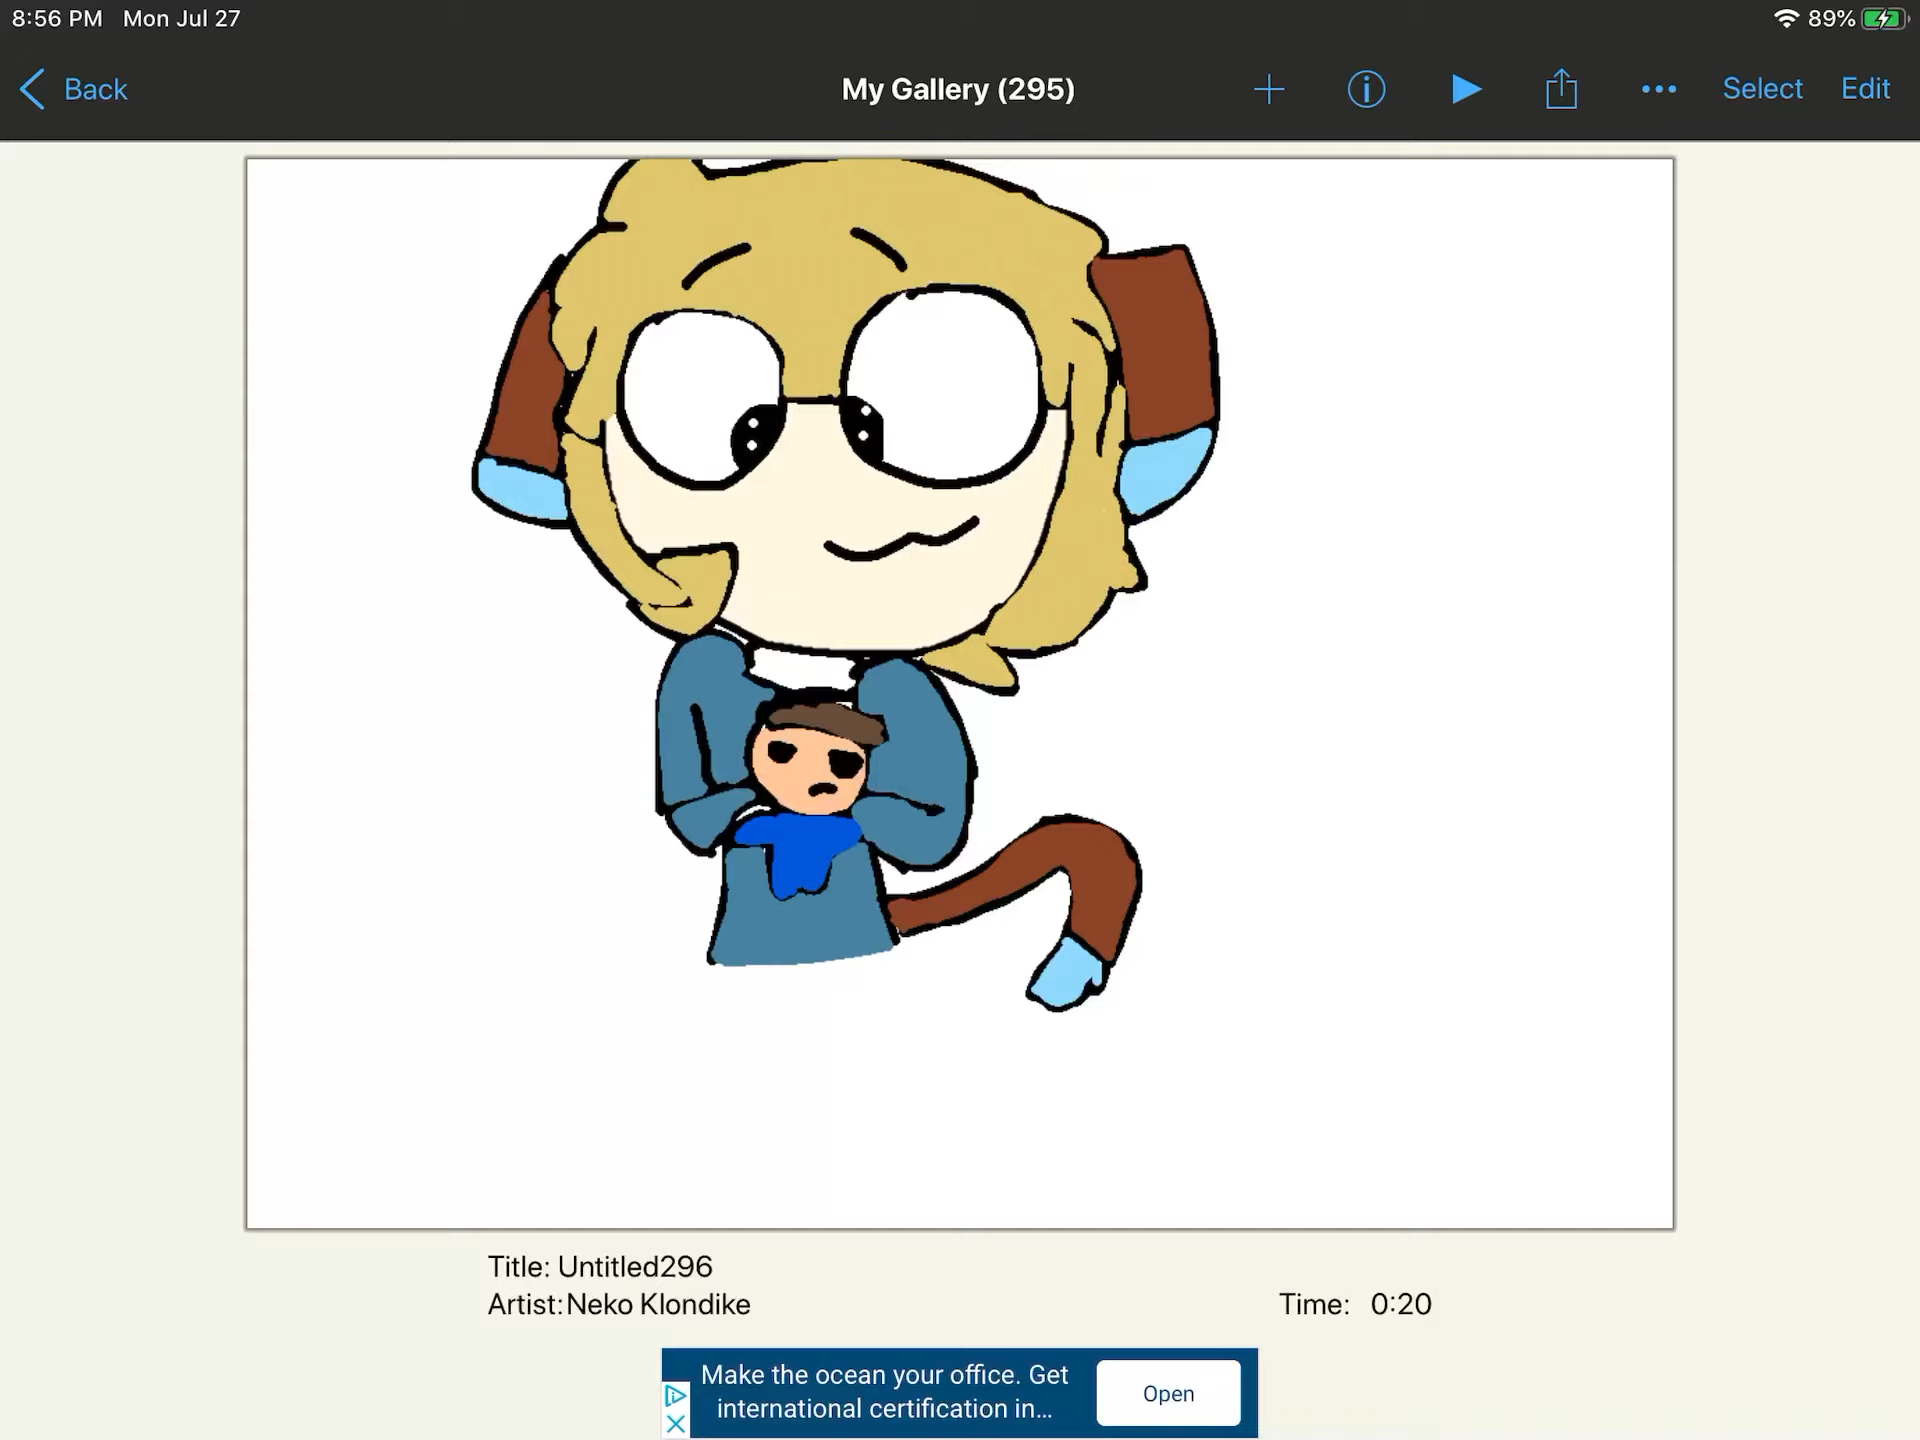 8:56 PM Mon Jul 27
89%
Back
My Gallery (295)
Select
Edit
Title: Untitled296
Artist:Neko Klondike
Time: 0:20
Make the ocean your office. Get
international certification in...
Open